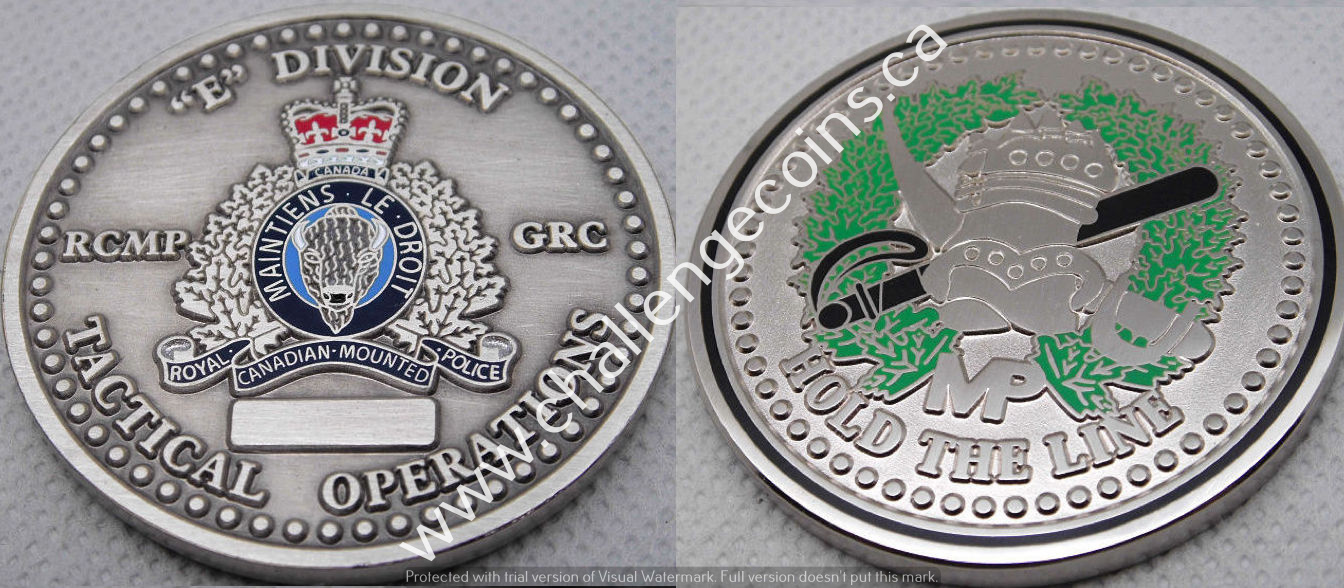 "E" DIVISION
CANADA
MAINTIENS · LE · DROIT
RCMP
GRC
ROYAL · CANADIAN · MOUNTED · POLICE
TACTICAL OPERATIONS
MP
HOLD THE LINE
www.challengecoins.ca
Protected with trial version of Visual Watermark. Full version doesn't put this mark.